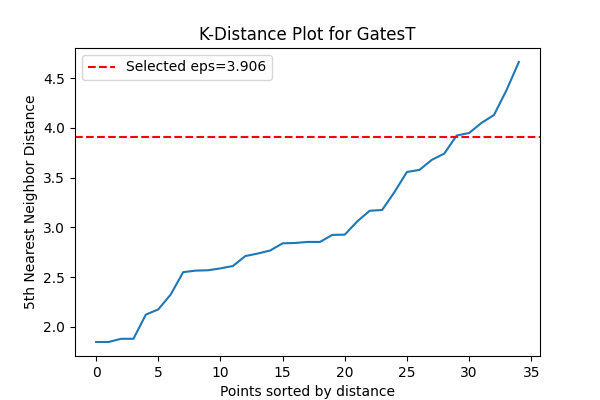 K-Distance Plot for GatesT
Selected eps=3.906
5th Nearest Neighbor Distance
4.5
4.0
3.5
3.0
2.5
2.0
0 5 10 15 20 25 30 35
Points sorted by distance